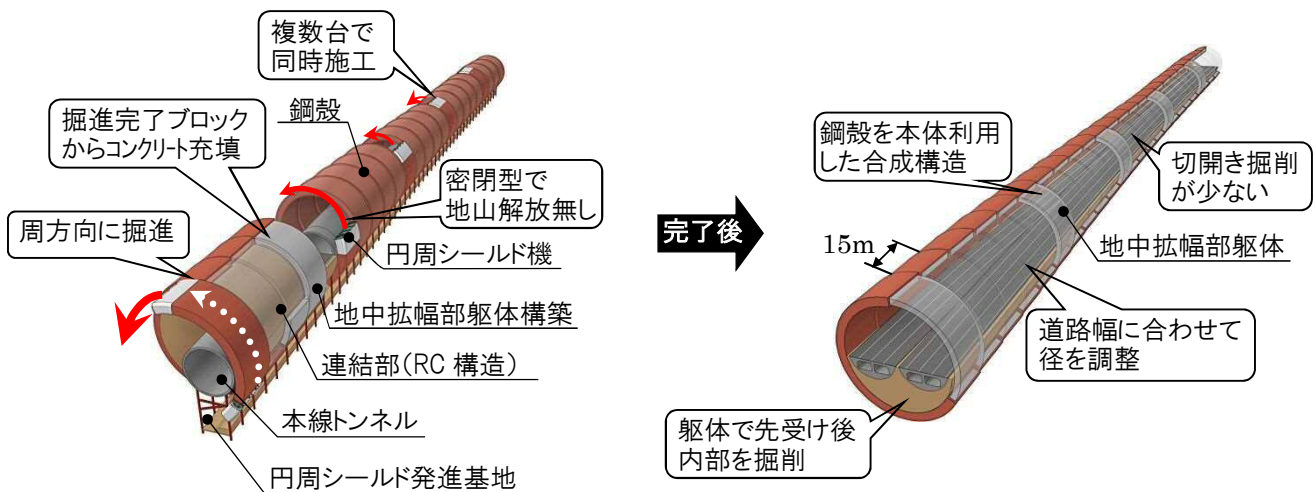 複数台で
同時施工
鋼殻
掘進完了ブロック
からコンクリート充填
密閉型で
地山解放無し
周方向に掘進
円周シールド機
地中拡幅部躯体構築
連結部(RC 構造)
本線トンネル
円周シールド発進基地
完了後
鋼殻を本体利用
した合成構造
切開き掘削
が少ない
15m
地中拡幅部躯体
道路幅に合わせて
径を調整
躯体で先受け後
内部を掘削